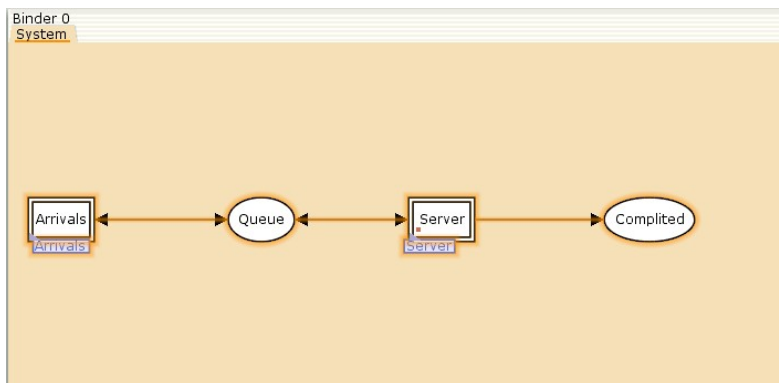 Binder 0
System
Arrivals
Queue
Server
Complited
Arrivals
Server